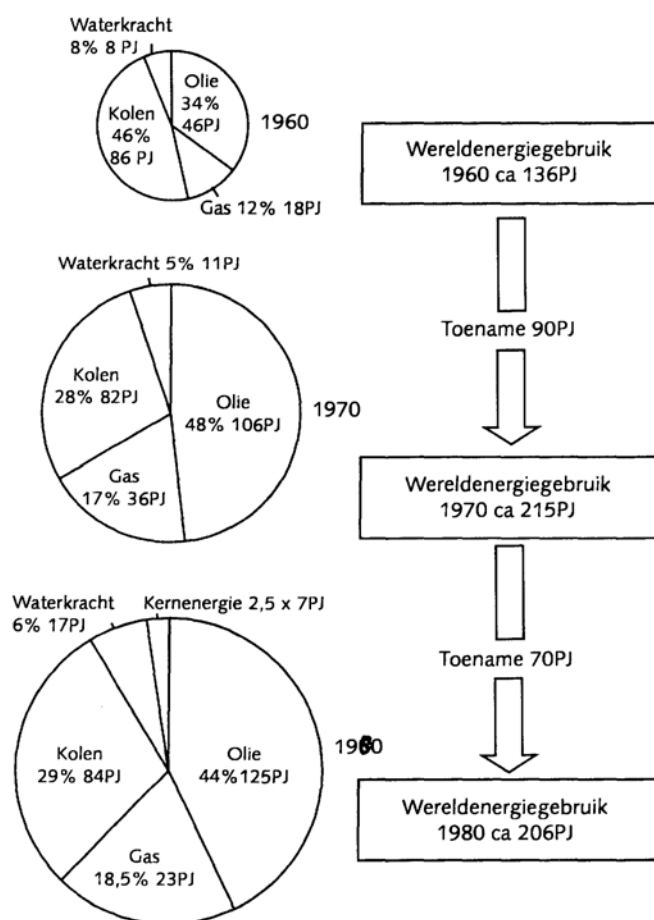 Waterkracht
8% 8 PJ
Olie
34%
46PJ
Kolen
46%
86 PJ
1960
Gas 12% 18PJ
Wereldenergiegebruik
1960 ca 136PJ
Toename 90PJ
Waterkracht 5% 11PJ
Kolen
28% 82PJ
Olie
48% 106PJ
1970
Gas
17% 36PJ
Wereldenergiegebruik
1970 ca 215PJ
Toename 70PJ
Waterkracht
6% 17PJ
Kernenergie 2,5 x 7PJ
Kolen
29% 84PJ
Olie
44%125PJ
1980
Gas
18,5% 23PJ
Wereldenergiegebruik
1980 ca 206PJ